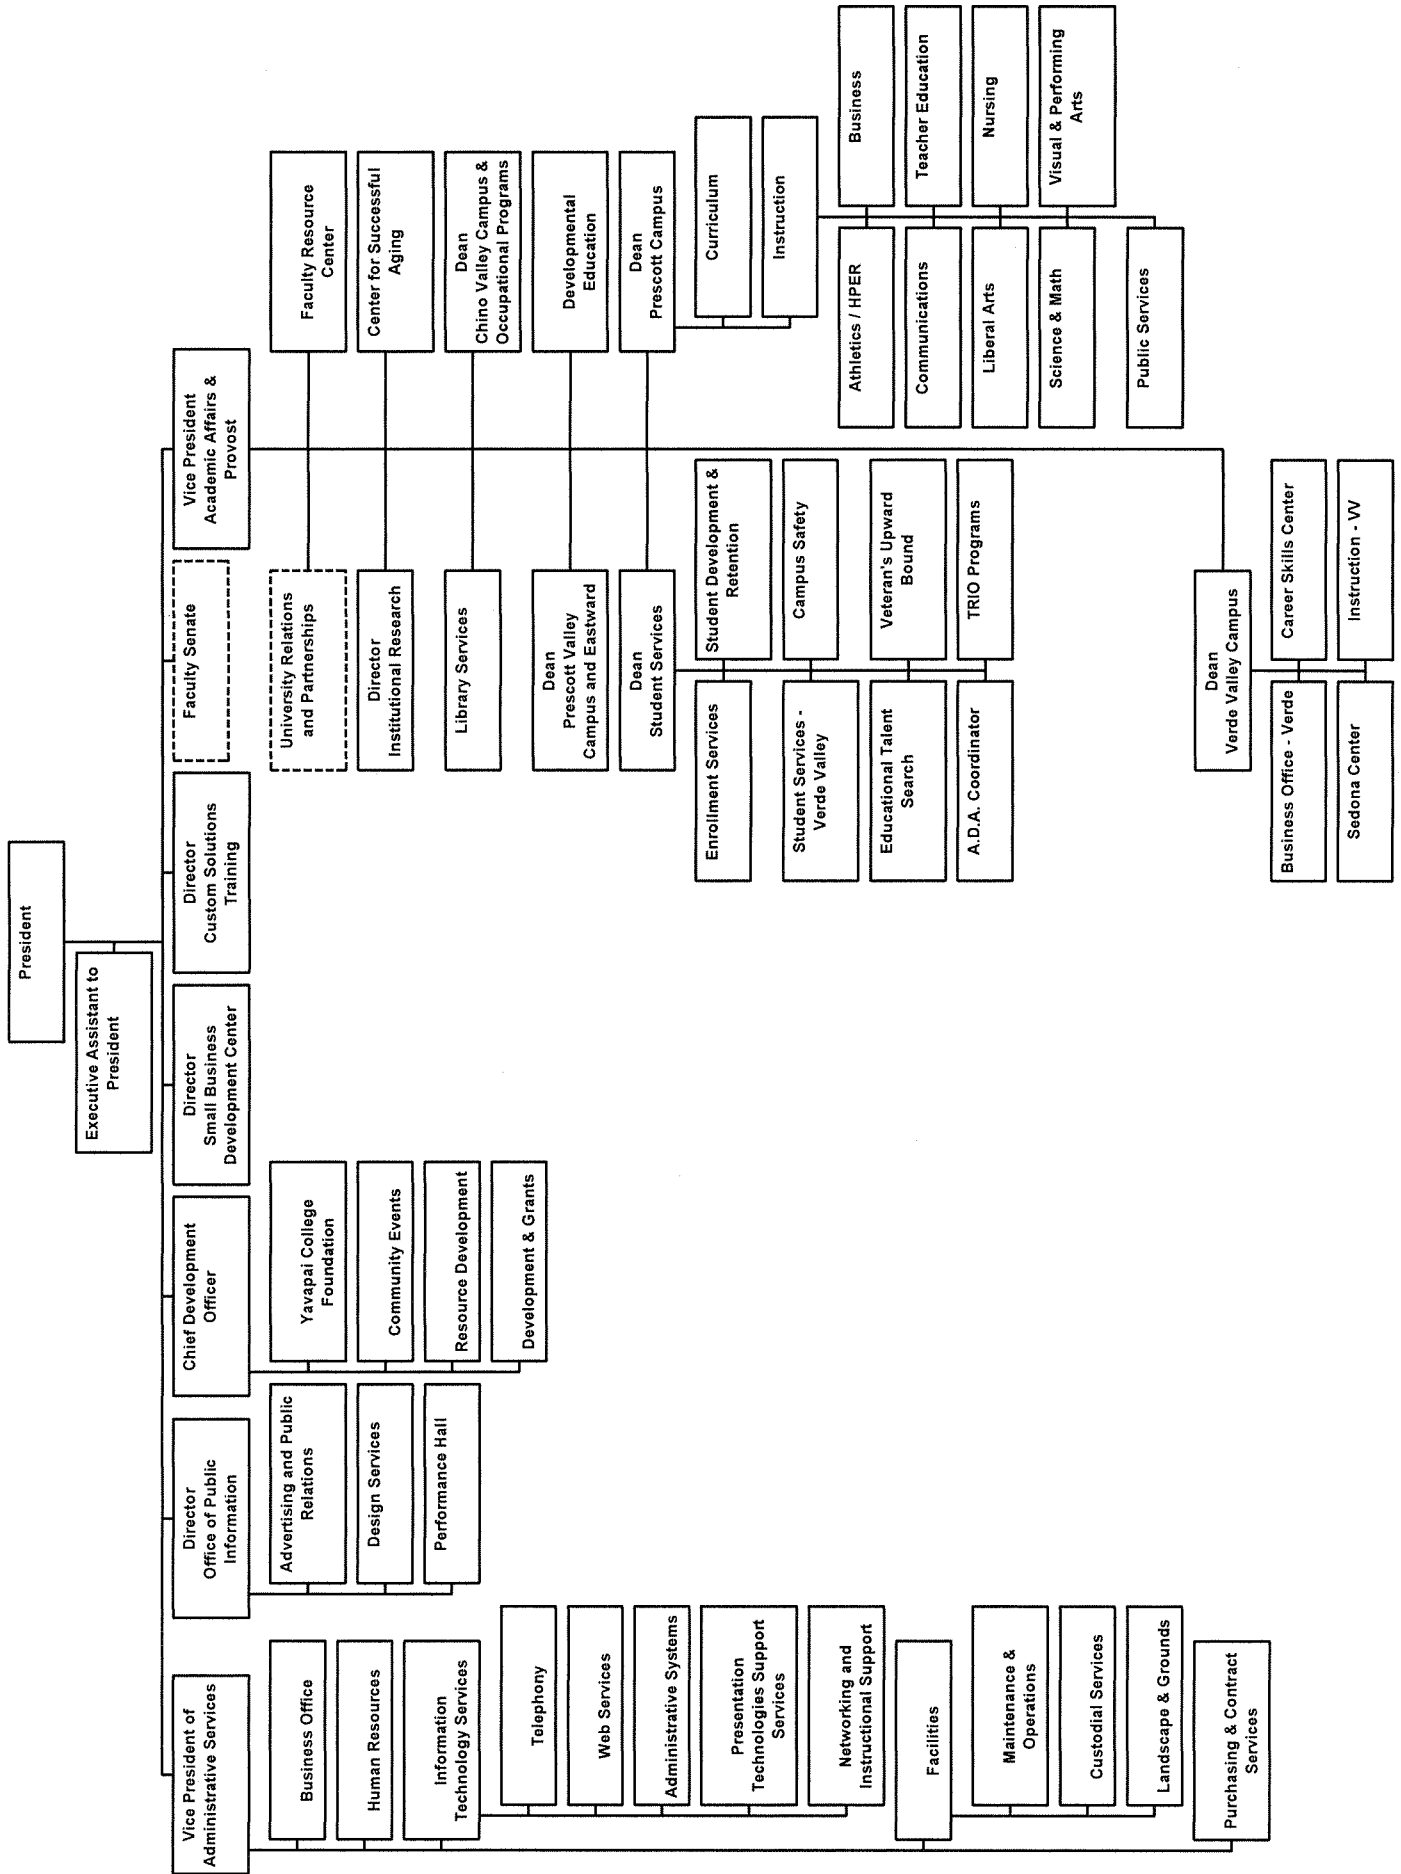 President
Executive Assistant to
President
Vice President of
Administrative Services
Business Office
Human Resources
Information
Technology Services
Telephony
Web Services
Administrative Systems
Presentation
Technologies Support
Services
Networking and
Instructional Support
Facilities
Maintenance &
Operations
Custodial Services
Landscape & Grounds
Purchasing & Contract
Services
Director
Office of Public
Information
Advertising and Public
Relations
Design Services
Performance Hall
Chief Development
Officer
Yavapai College
Foundation
Community Events
Resource Development
Development & Grants
Director
Small Business
Development Center
Director
Custom Solutions
Training
Faculty Senate
Vice President
Academic Affairs &
Provost
University Relations
and Partnerships
Faculty Resource
Center
Director
Institutional Research
Center for Successful
Aging
Library Services
Dean
Chino Valley Campus &
Occupational Programs
Dean
Prescott Valley
Campus and Eastward
Developmental
Education
Dean
Student Services
Enrollment Services
Student Development &
Retention
Student Services -
Verde Valley
Campus Safety
Educational Talent
Search
Veteran's Upward
Bound
A.D.A. Coordinator
TRIO Programs
Dean
Prescott Campus
Curriculum
Instruction
Athletics / HPER
Business
Communications
Teacher Education
Liberal Arts
Nursing
Science & Math
Visual & Performing
Arts
Public Services
Dean
Verde Valley Campus
Business Office - Verde
Career Skills Center
Sedona Center
Instruction - VV